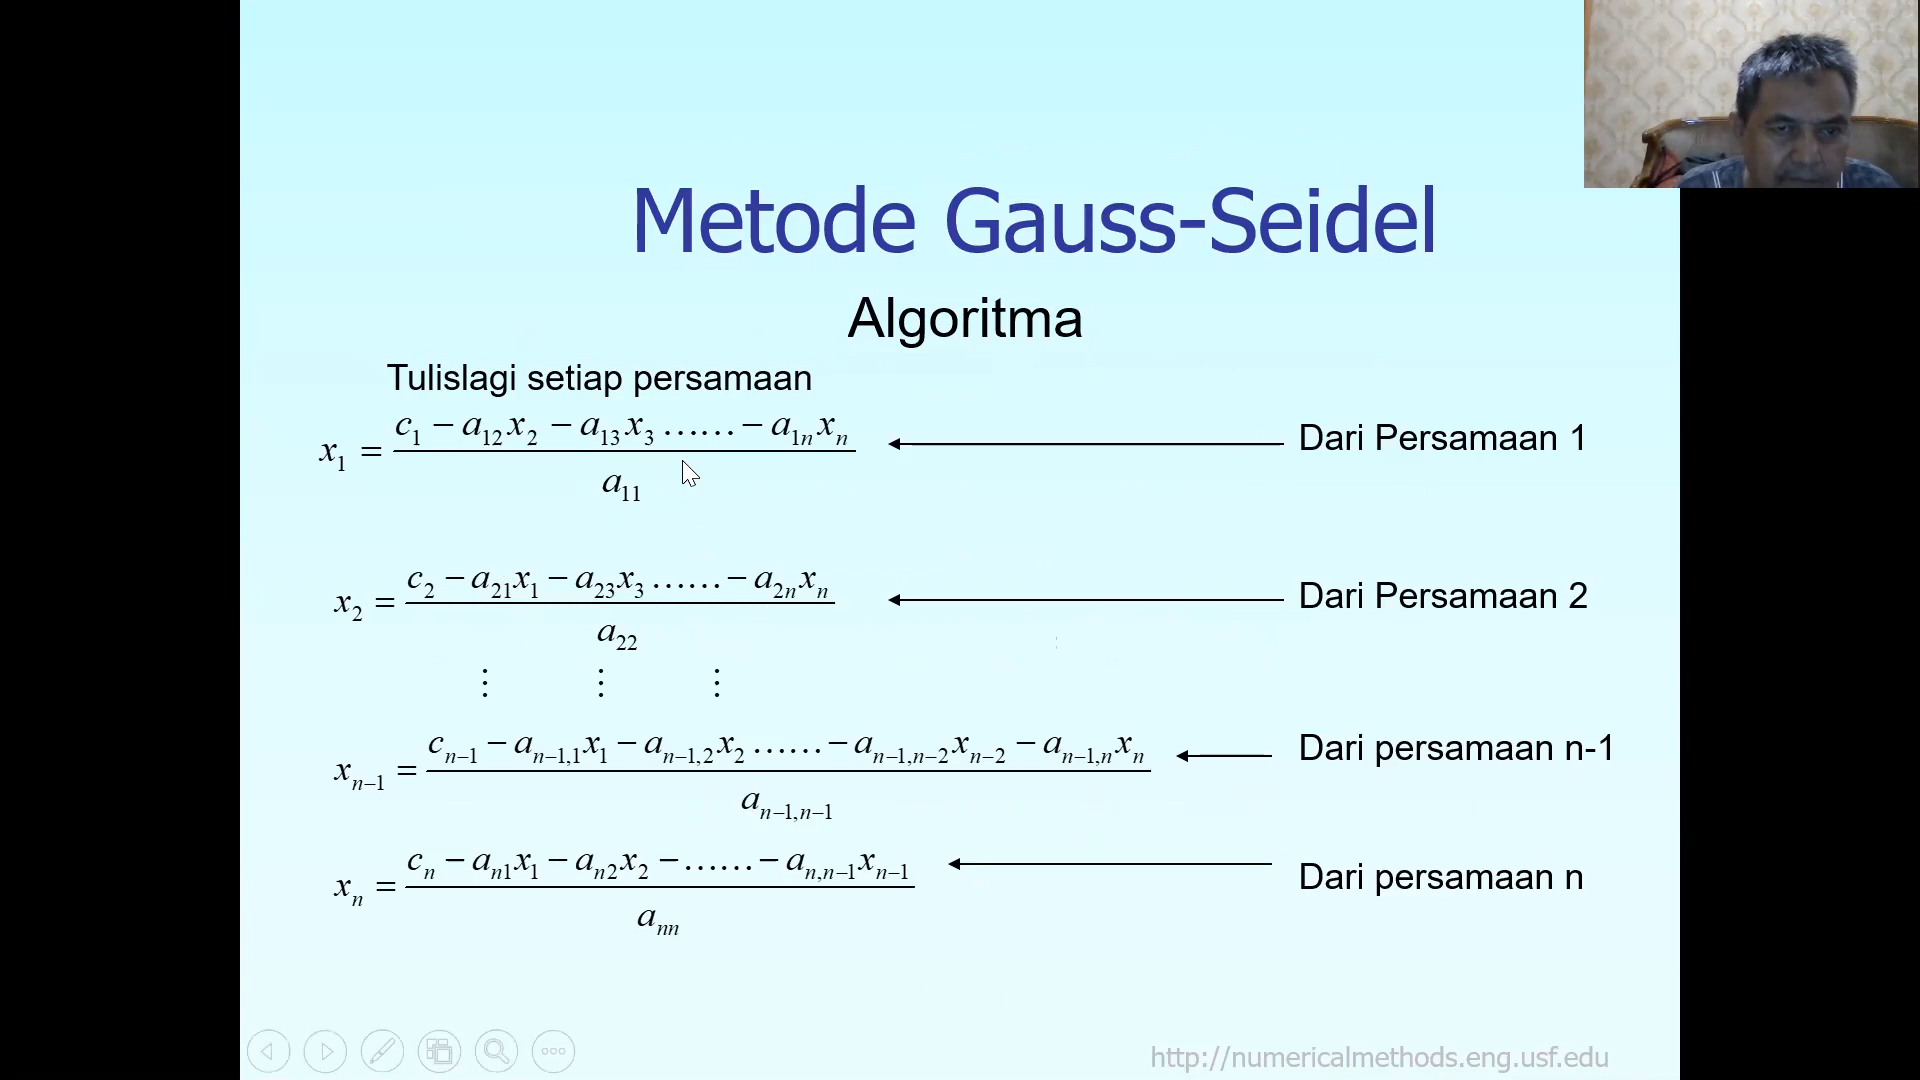 Metode Gauss-Seidel
Algoritma
Tulislagi setiap persamaan
x₁ = (c₁ − a₁₂x₂ − a₁₃x₃ …… − a₁ₙxₙ) / a₁₁
Dari Persamaan 1
x₂ = (c₂ − a₂₁x₁ − a₂₃x₃ …… − a₂ₙxₙ) / a₂₂
Dari Persamaan 2
⋮ ⋮ ⋮
xₙ₋₁ = (cₙ₋₁ − aₙ₋₁,₁x₁ − aₙ₋₁,₂x₂ …… − aₙ₋₁,ₙ₋₂xₙ₋₂ − aₙ₋₁,ₙxₙ) / aₙ₋₁,ₙ₋₁
Dari persamaan n-1
xₙ = (cₙ − aₙ₁x₁ − aₙ₂x₂ − …… − aₙ,ₙ₋₁xₙ₋₁) / aₙₙ
Dari persamaan n
http://numericalmethods.eng.usf.edu